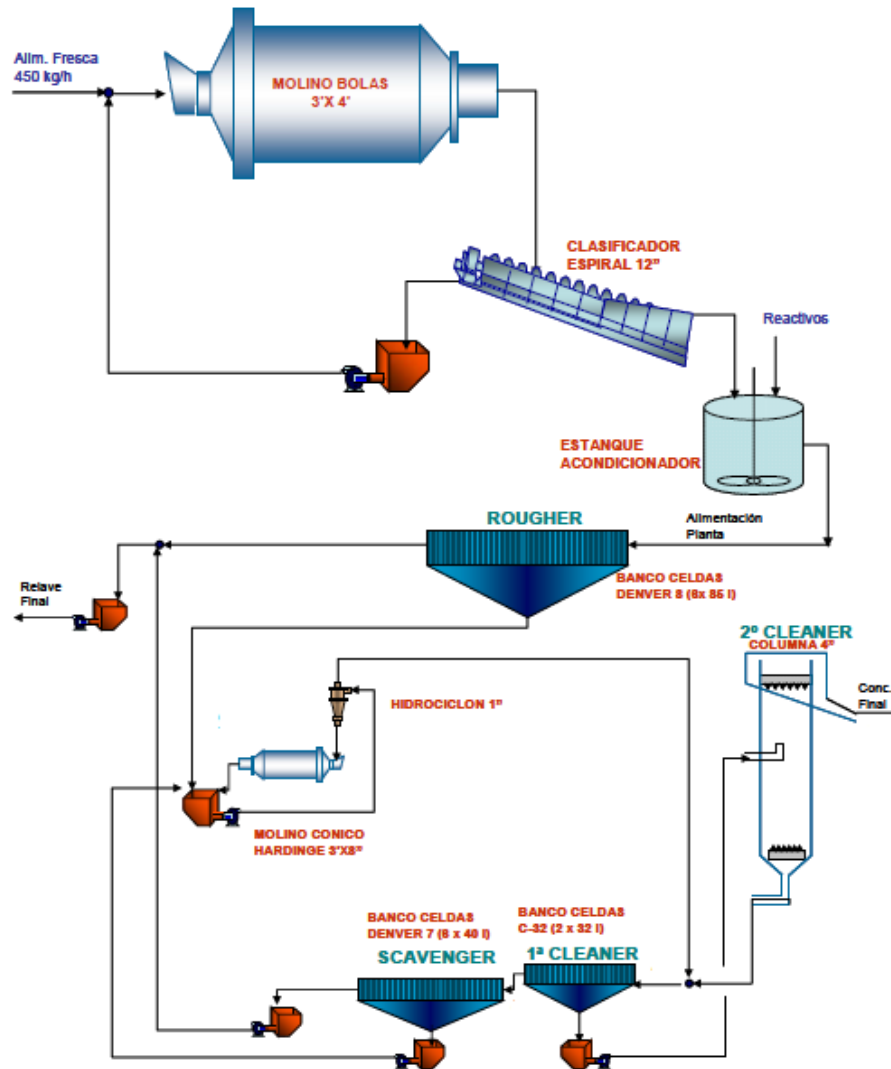 Alim. Fresca
450 kg/h
MOLINO BOLAS
3'X 4'
CLASIFICADOR
ESPIRAL 12"
Reactivos
ESTANQUE
ACONDICIONADOR
ROUGHER
Alimentación
Planta
BANCO CELDAS
DENVER 8 (6x 85 l)
Relave
Final
2º CLEANER
COLUMNA 4"
Conc.
Final
HIDROCICLON 1"
MOLINO CONICO
HARDINGE 3'X8"
BANCO CELDAS
DENVER 7 (6 x 40 l)
SCAVENGER
BANCO CELDAS
C-32 (2 x 32 l)
1ª CLEANER